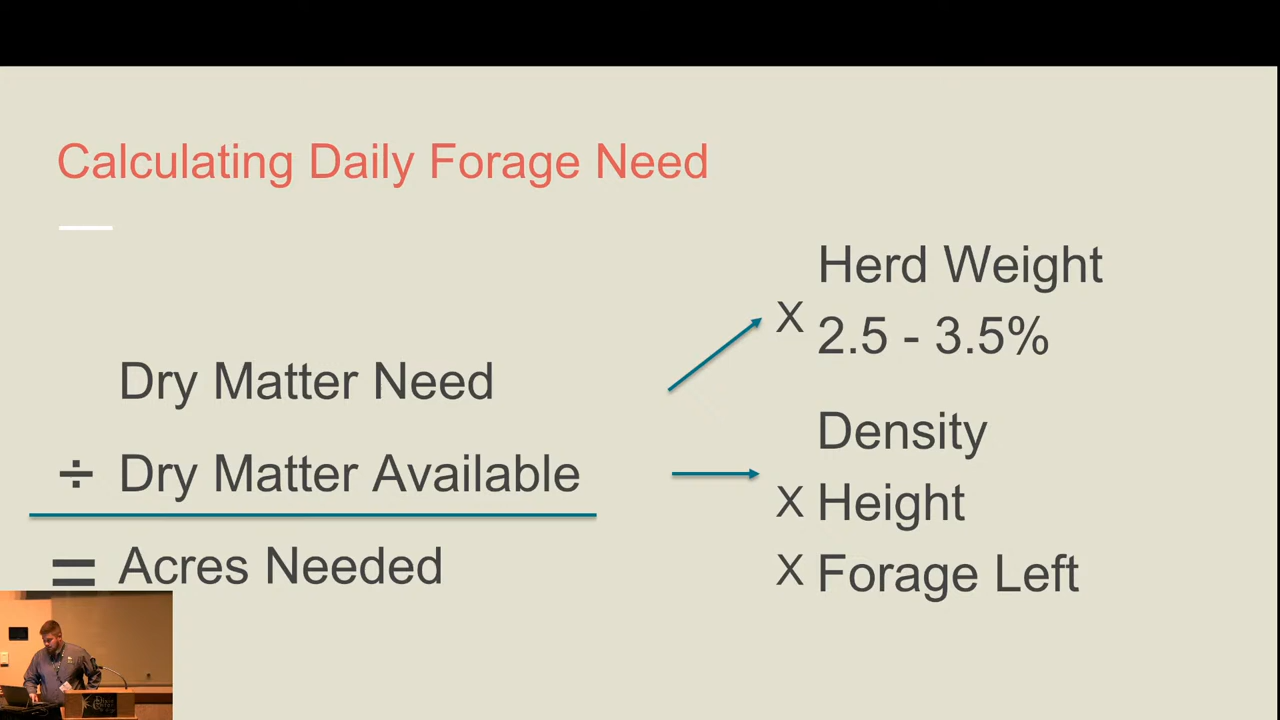 Calculating Daily Forage Need
Dry Matter Need
÷ Dry Matter Available
= Acres Needed
Herd Weight
X 2.5 - 3.5%
Density
X Height
X Forage Left